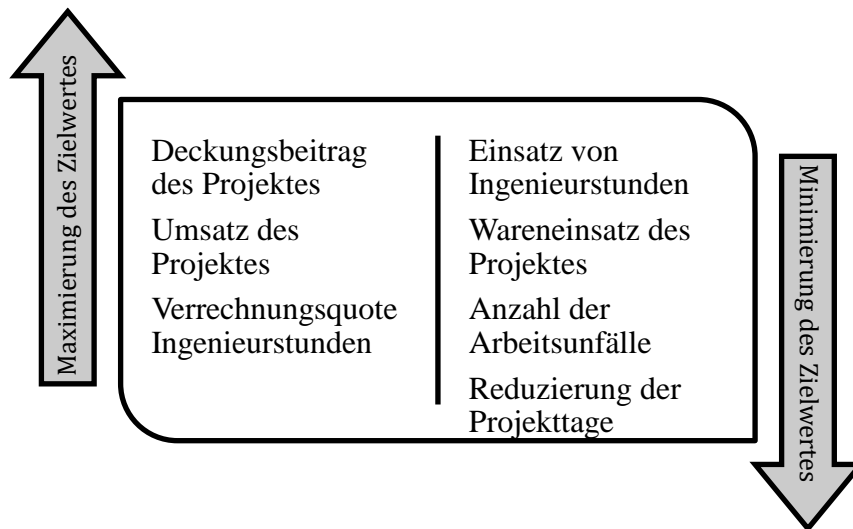 Maximierung des Zielwertes
Deckungsbeitrag
des Projektes
Umsatz des
Projektes
Verrechnungsquote
Ingenieurstunden
Einsatz von
Ingenieurstunden
Wareneinsatz des
Projektes
Anzahl der
Arbeitsunfälle
Reduzierung der
Projekttage
Minimierung des Zielwertes